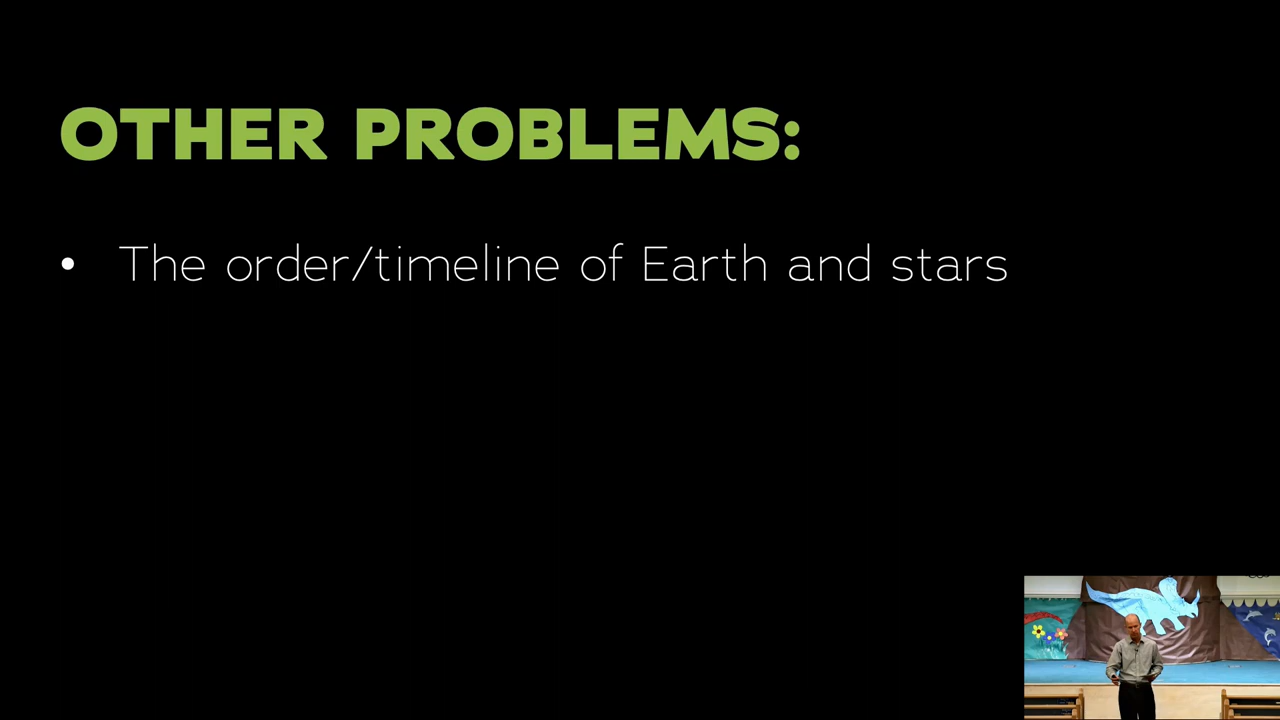 OTHER PROBLEMS:
• The order/timeline of Earth and stars